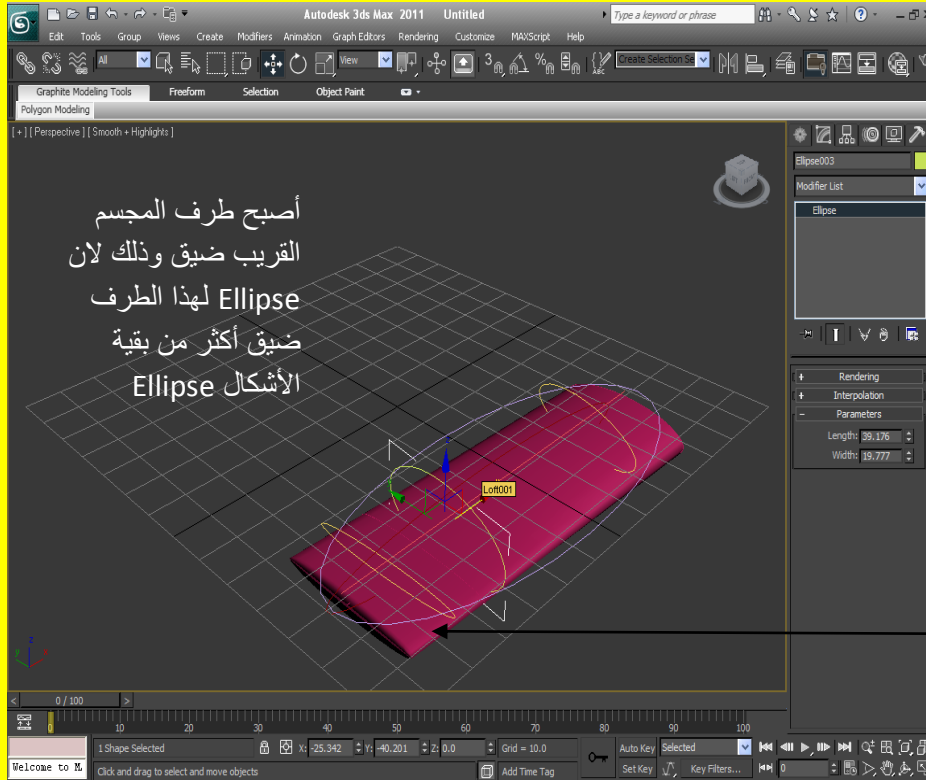 Autodesk 3ds Max 2011 Untitled
Type a keyword or phrase
Edit Tools Group Views Create Modifiers Animation Graph Editors Rendering Customize MAXScript Help
All
View
3
Create Selection Se
Graphite Modeling Tools Freeform Selection Object Paint
Polygon Modeling
[ + ] [ Perspective ] [ Smooth + Highlights ]
أصبح طرف المجسم
القريب ضيق وذلك لان
Ellipse لهذا الطرف
ضيق أكثر من بقية
الأشكال Ellipse
Loft001
z
x
y
Ellipse003
Modifier List
Ellipse
+ Rendering
+ Interpolation
- Parameters
Length: 39.176
Width: 19.777
< 0 / 100 >
0 10 20 30 40 50 60 70 80 90 100
1 Shape Selected X: -25.342 Y: -40.201 Z: 0.0 Grid = 10.0 Auto Key Selected
Welcome to M. Click and drag to select and move objects Add Time Tag Set Key Key Filters... 0